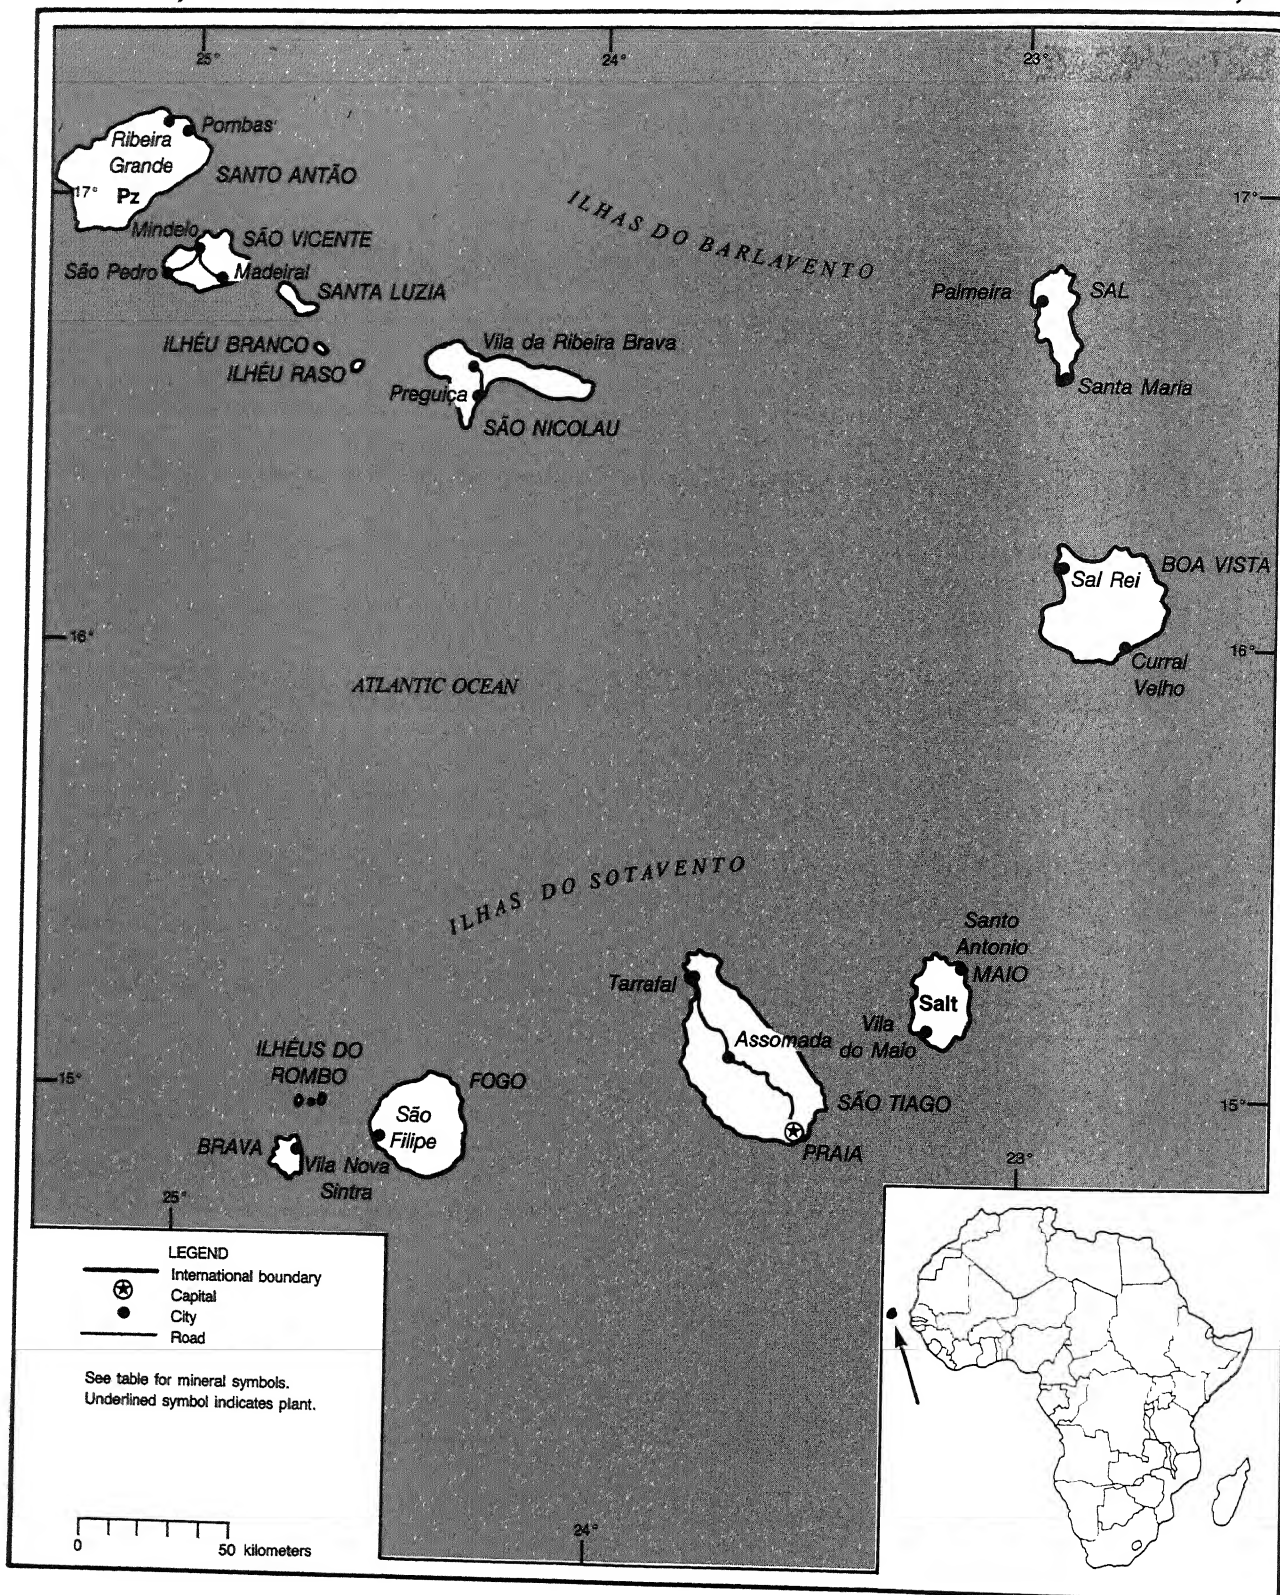 25°
24°
23°
Pombas
Ribeira
Grande
SANTO ANTÃO
17°
Pz
17°
ILHAS DO BARLAVENTO
Mindelo
SÃO VICENTE
São Pedro
Madeiral
SANTA LUZIA
Palmeira
SAL
ILHÉU BRANCO
Vila da Ribeira Brava
ILHÉU RASO
Preguiça
Santa Maria
SÃO NICOLAU
BOA VISTA
Sal Rei
16°
16°
Curral
Velho
ATLANTIC OCEAN
ILHAS DO SOTAVENTO
Santo
Antonio
MAIO
Tarrafal
Salt
Vila
do Maio
Assomada
ILHÉUS DO
ROMBO
15°
FOGO
SÃO TIAGO
15°
São
Filipe
BRAVA
PRAIA
Vila Nova
Sintra
25°
23°
LEGEND
International boundary
Capital
City
Road
See table for mineral symbols.
Underlined symbol indicates plant.
0 50 kilometers
24°